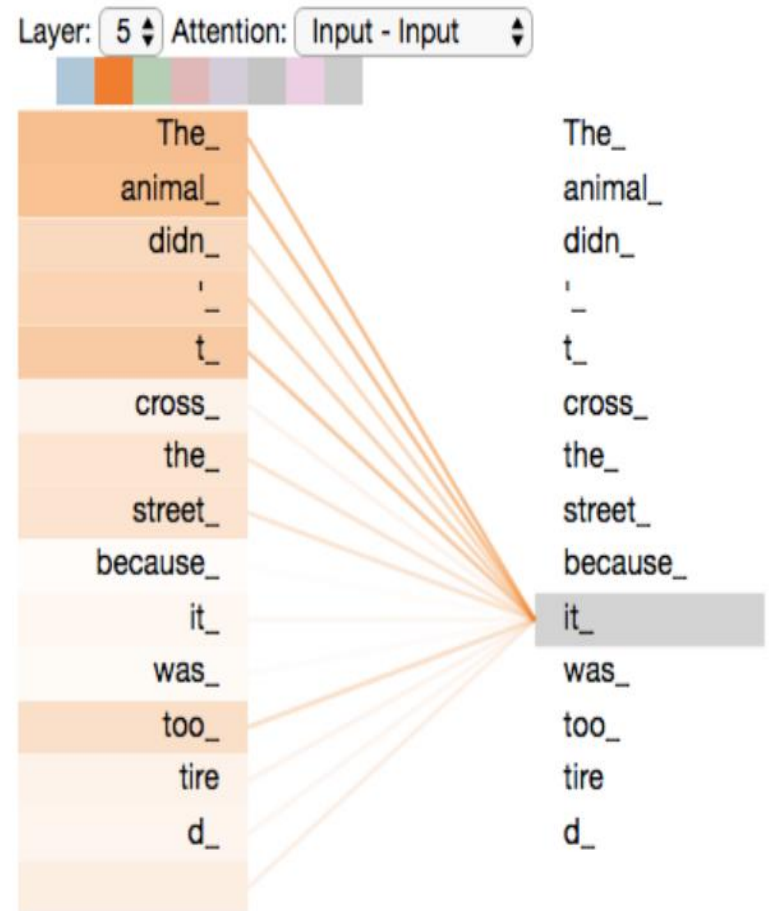 Layer: 5 Attention: Input - Input
The_ The_
animal_ animal_
didn_ didn_
'_ '_
t_ t_
cross_ cross_
the_ the_
street_ street_
because_ because_
it_ it_
was_ was_
too_ too_
tire tire
d_ d_